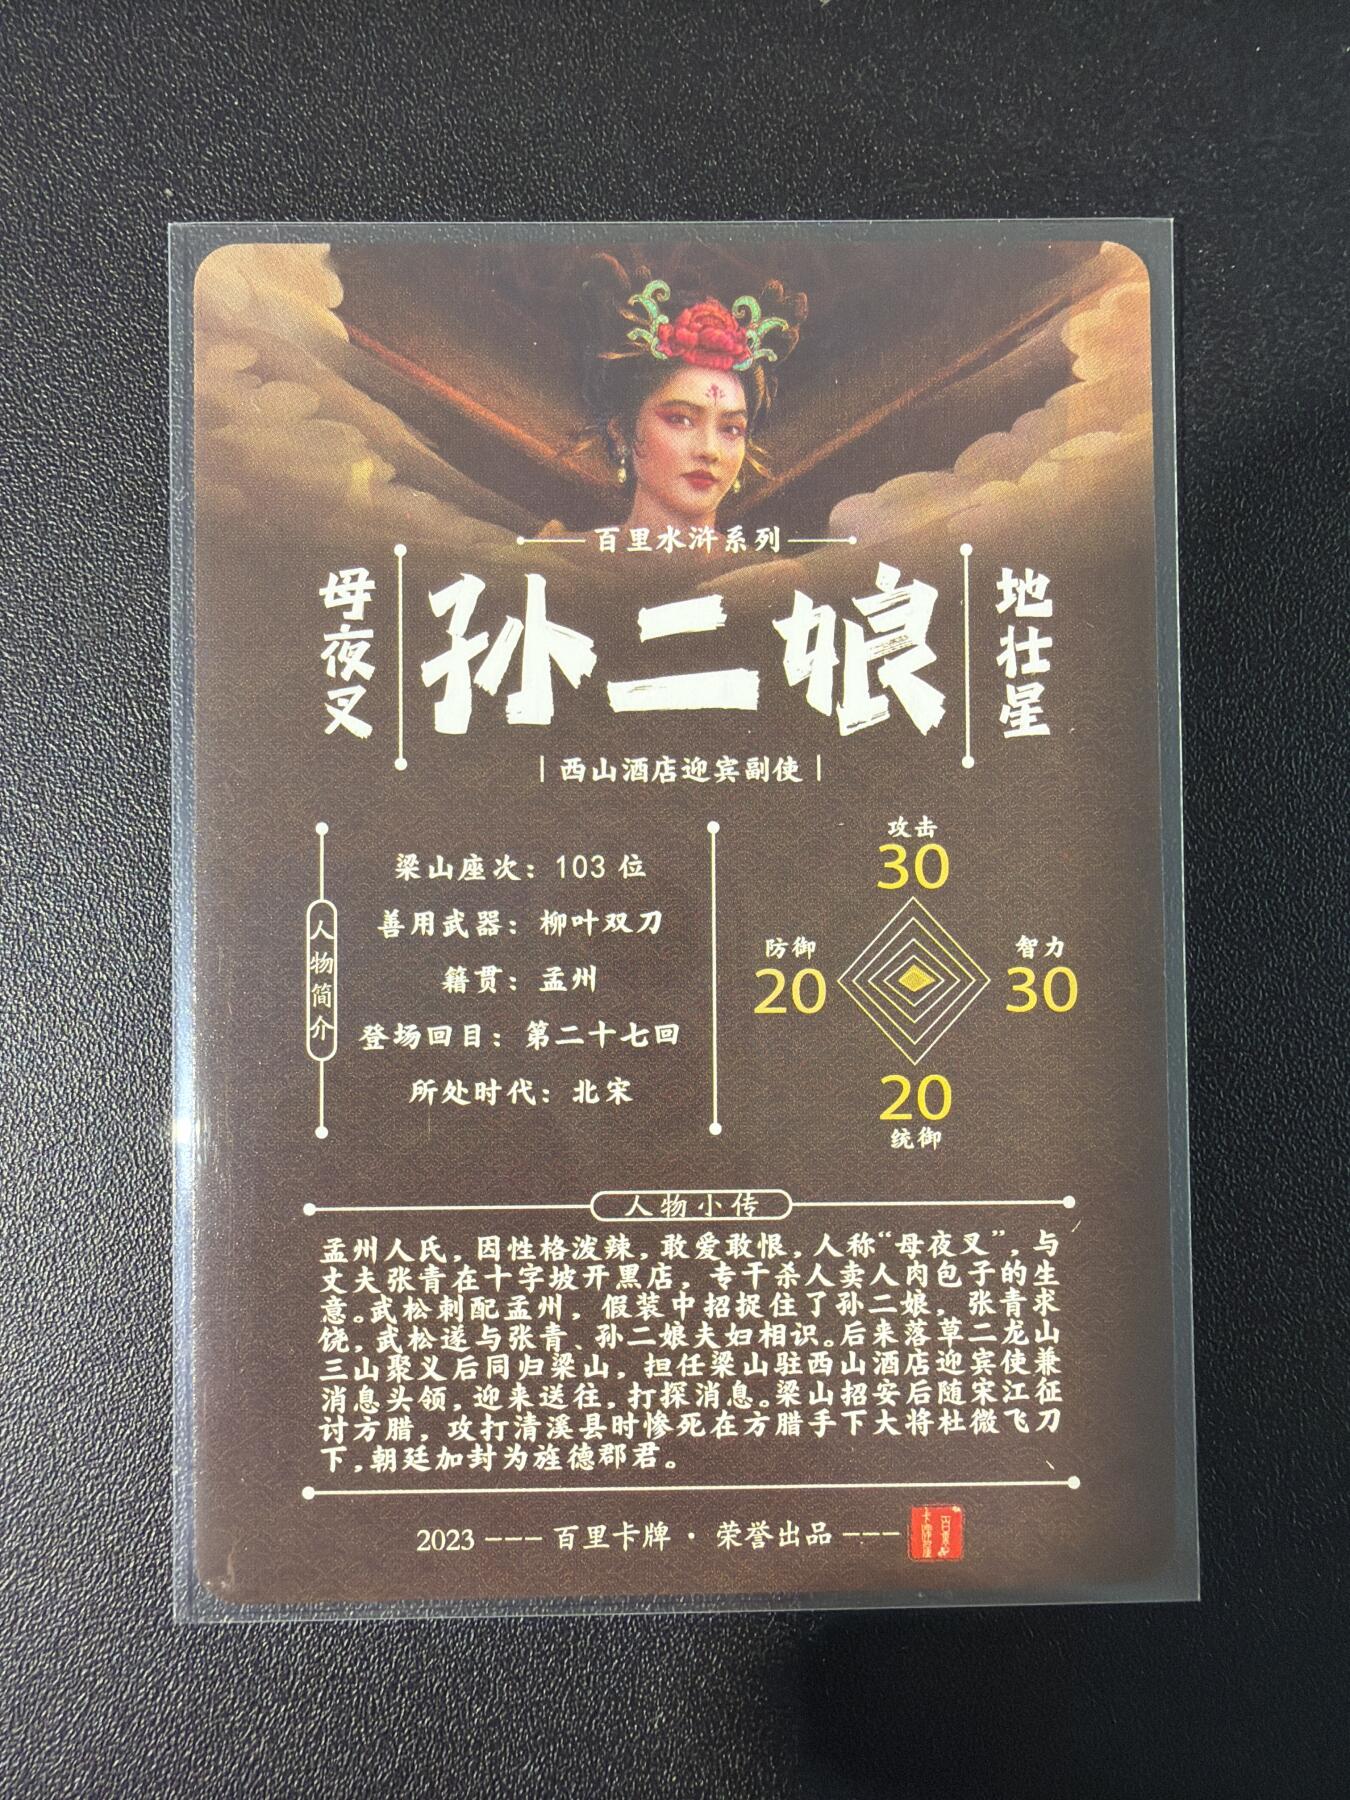 百里水浒系列
母夜叉
孙二娘
地壮星
西山酒店迎宾副使
人物简介
梁山座次：103 位
善用武器：柳叶双刀
籍贯：孟州
登场回目：第二十七回
所处时代：北宋
攻击
30
防御
20
智力
30
20
统御
人物小传
孟州人氏，因性格泼辣，敢爱敢恨，人称“母夜叉”，与
丈夫张青在十字坡开黑店，专干杀人卖人肉包子的生
意。武松刺配孟州，假装中招捉住了孙二娘，张青求
饶，武松遂与张青、孙二娘夫妇相识。后来落草二龙山
三山聚义后同归梁山，担任梁山驻西山酒店迎宾使兼
消息头领，迎来送往，打探消息。梁山招安后随宋江征
讨方腊，攻打清溪县时惨死在方腊手下大将杜微飞刀
下，朝廷加封为旌德郡君。
2023 --- 百里卡牌 · 荣誉出品 ---